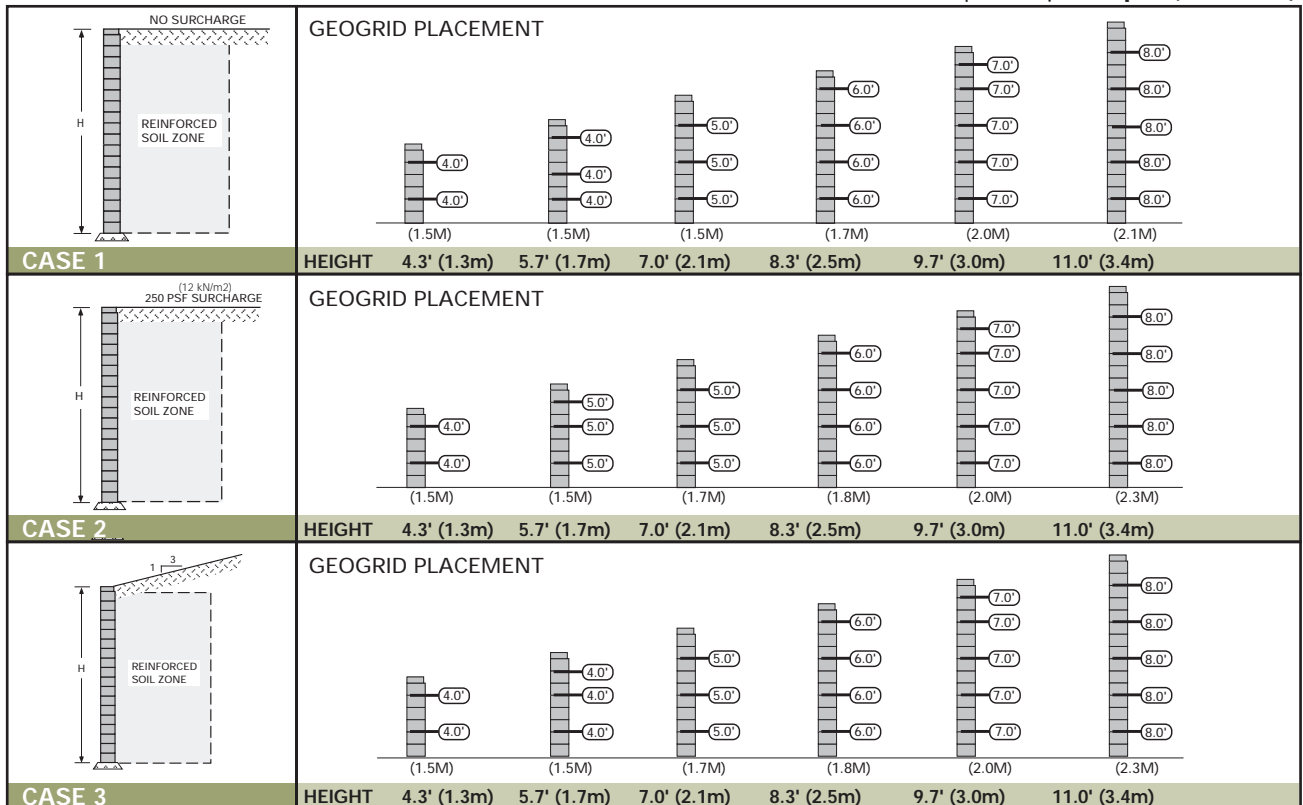 NO SURCHARGE
H
REINFORCED
SOIL ZONE
CASE 1
GEOGRID PLACEMENT
4.0'
4.0'
4.0'
4.0'
4.0'
5.0'
5.0'
5.0'
6.0'
6.0'
6.0'
6.0'
7.0'
7.0'
7.0'
7.0'
7.0'
8.0'
8.0'
8.0'
8.0'
8.0'
(1.5M) (1.5M) (1.5M) (1.7M) (2.0M) (2.1M)
HEIGHT 4.3' (1.3m) 5.7' (1.7m) 7.0' (2.1m) 8.3' (2.5m) 9.7' (3.0m) 11.0' (3.4m)
(12 kN/m2)
250 PSF SURCHARGE
H
REINFORCED
SOIL ZONE
CASE 2
GEOGRID PLACEMENT
4.0'
4.0'
5.0'
5.0'
5.0'
5.0'
5.0'
5.0'
6.0'
6.0'
6.0'
6.0'
7.0'
7.0'
7.0'
7.0'
7.0'
8.0'
8.0'
8.0'
8.0'
8.0'
(1.5M) (1.5M) (1.7M) (1.8M) (2.0M) (2.3M)
HEIGHT 4.3' (1.3m) 5.7' (1.7m) 7.0' (2.1m) 8.3' (2.5m) 9.7' (3.0m) 11.0' (3.4m)
3
1
H
REINFORCED
SOIL ZONE
CASE 3
GEOGRID PLACEMENT
4.0'
4.0'
4.0'
4.0'
4.0'
5.0'
5.0'
5.0'
6.0'
6.0'
6.0'
6.0'
7.0'
7.0'
7.0'
7.0'
7.0'
8.0'
8.0'
8.0'
8.0'
8.0'
(1.5M) (1.5M) (1.7M) (1.8M) (2.0M) (2.3M)
HEIGHT 4.3' (1.3m) 5.7' (1.7m) 7.0' (2.1m) 8.3' (2.5m) 9.7' (3.0m) 11.0' (3.4m)